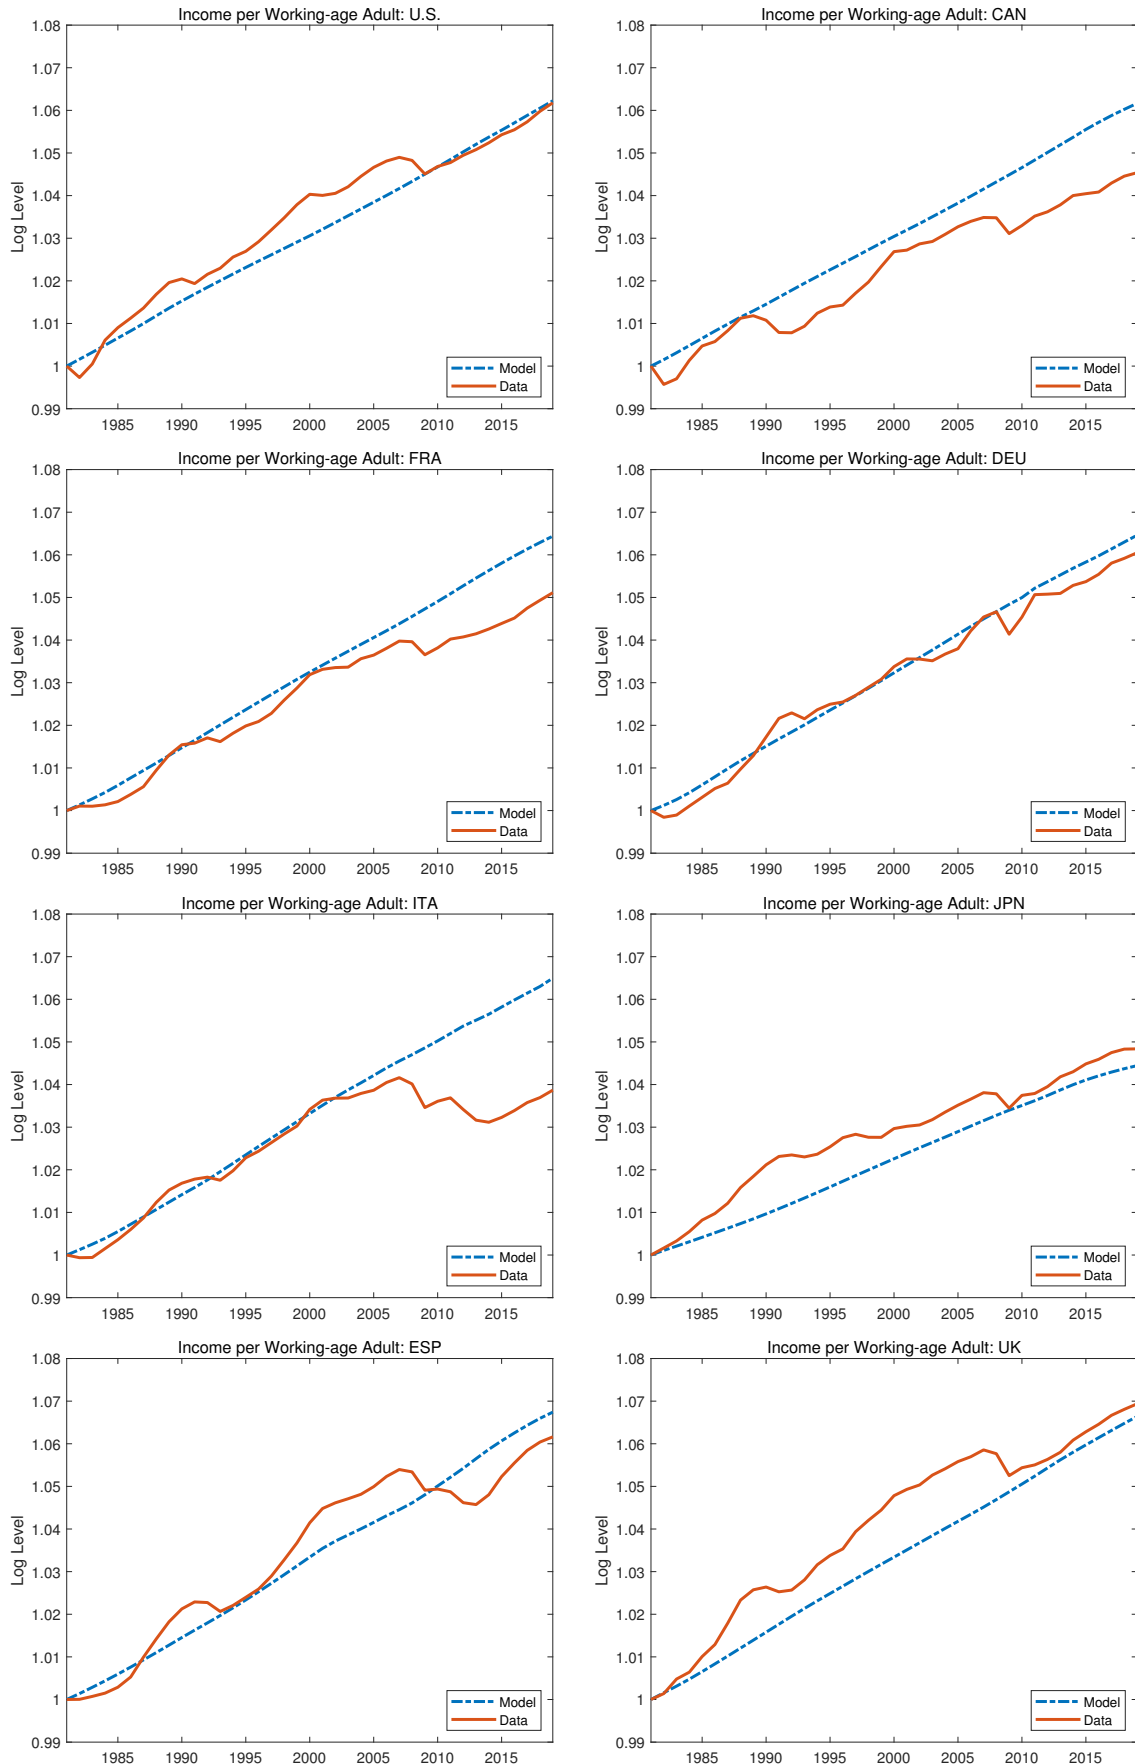 Income per Working-age Adult: U.S.
1.08
1.07
1.06
1.05
1.04
1.03
1.02
1.01
1
0.99
Log Level
1985 1990 1995 2000 2005 2010 2015
Model
Data
Income per Working-age Adult: CAN
1.08
1.07
1.06
1.05
1.04
1.03
1.02
1.01
1
0.99
Log Level
1985 1990 1995 2000 2005 2010 2015
Model
Data
Income per Working-age Adult: FRA
1.08
1.07
1.06
1.05
1.04
1.03
1.02
1.01
1
0.99
Log Level
1985 1990 1995 2000 2005 2010 2015
Model
Data
Income per Working-age Adult: DEU
1.08
1.07
1.06
1.05
1.04
1.03
1.02
1.01
1
0.99
Log Level
1985 1990 1995 2000 2005 2010 2015
Model
Data
Income per Working-age Adult: ITA
1.08
1.07
1.06
1.05
1.04
1.03
1.02
1.01
1
0.99
Log Level
1985 1990 1995 2000 2005 2010 2015
Model
Data
Income per Working-age Adult: JPN
1.08
1.07
1.06
1.05
1.04
1.03
1.02
1.01
1
0.99
Log Level
1985 1990 1995 2000 2005 2010 2015
Model
Data
Income per Working-age Adult: ESP
1.08
1.07
1.06
1.05
1.04
1.03
1.02
1.01
1
0.99
Log Level
1985 1990 1995 2000 2005 2010 2015
Model
Data
Income per Working-age Adult: UK
1.08
1.07
1.06
1.05
1.04
1.03
1.02
1.01
1
0.99
Log Level
1985 1990 1995 2000 2005 2010 2015
Model
Data